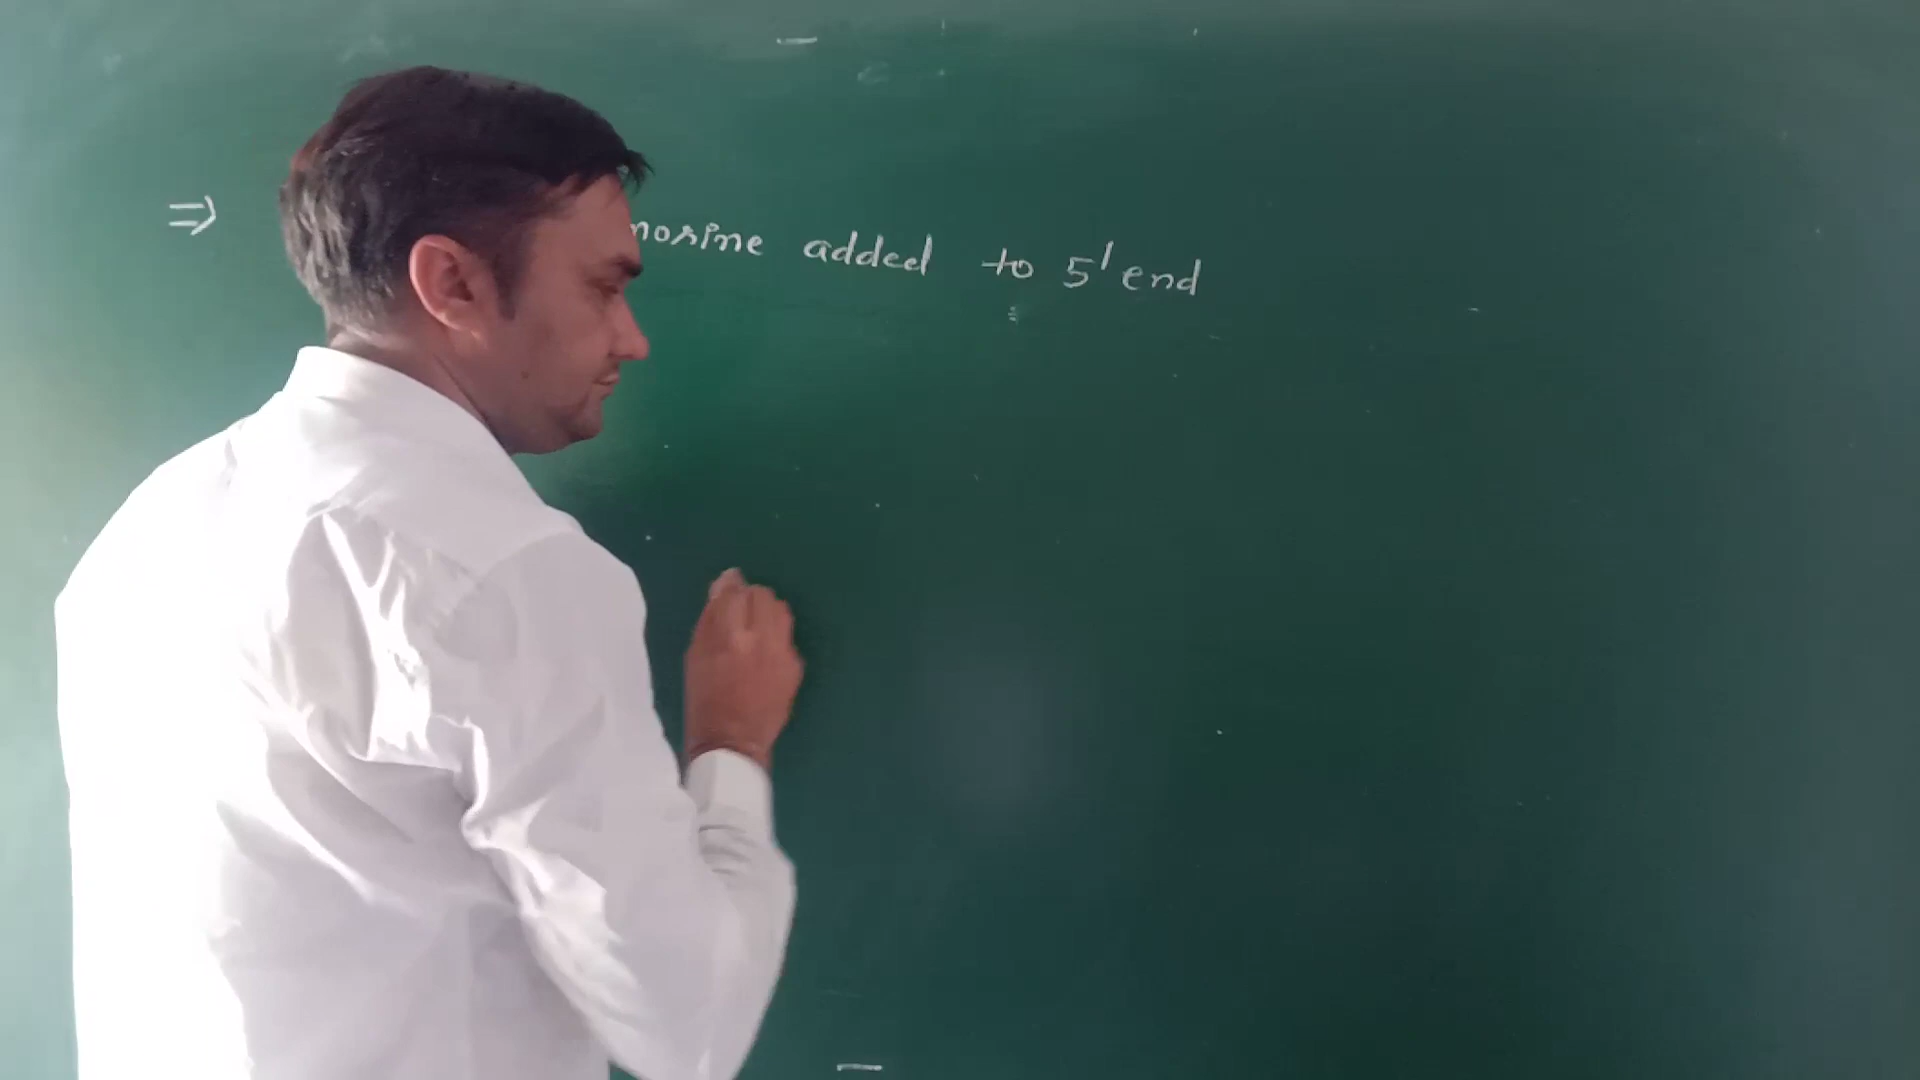 ⇒ nosine added to 5' end